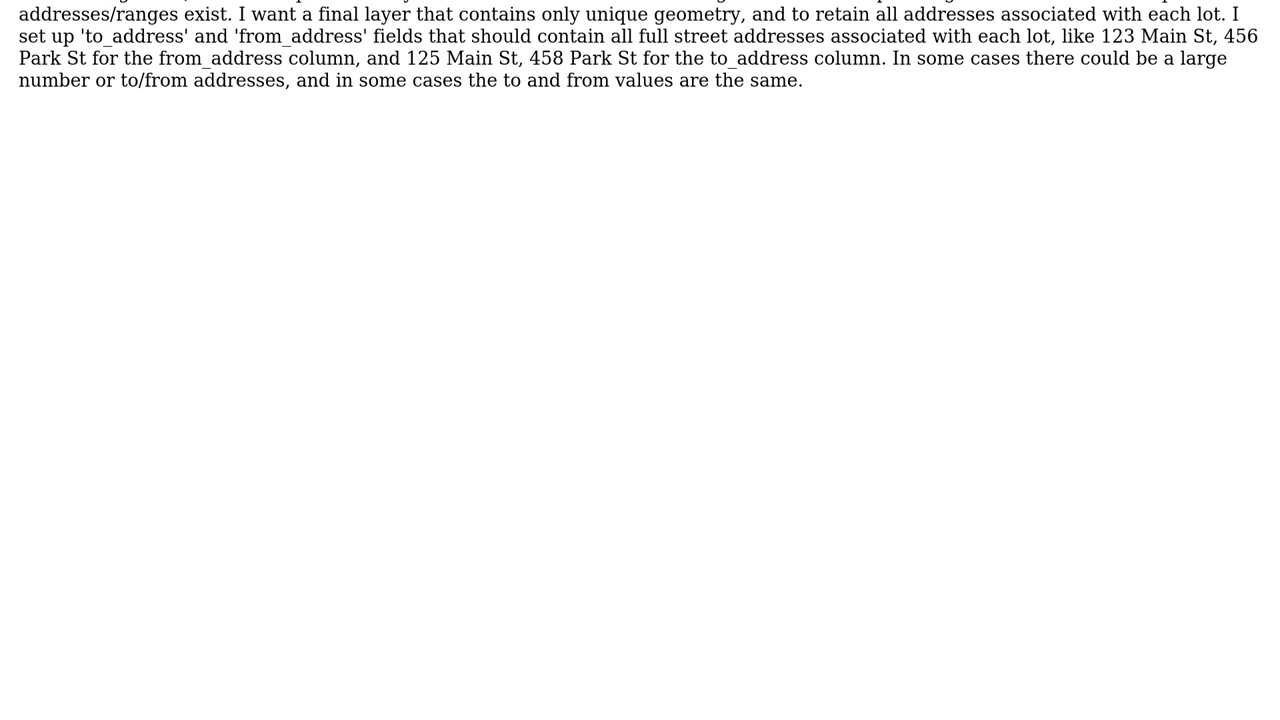 addresses/ranges exist. I want a final layer that contains only unique geometry, and to retain all addresses associated with each lot. I
set up 'to_address' and 'from_address' fields that should contain all full street addresses associated with each lot, like 123 Main St, 456
Park St for the from_address column, and 125 Main St, 458 Park St for the to_address column. In some cases there could be a large
number or to/from addresses, and in some cases the to and from values are the same.